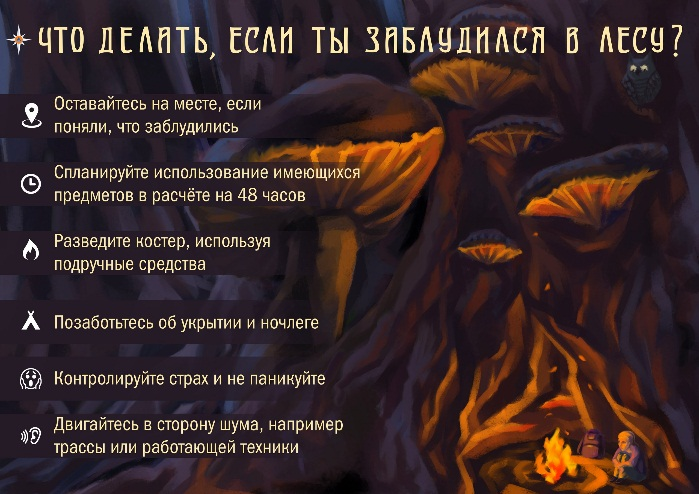 ЧТО ДЕЛАТЬ, ЕСЛИ ТЫ ЗАБЛУДИЛСЯ В ЛЕСУ?
Оставайтесь на месте, если
поняли, что заблудились
Спланируйте использование имеющихся
предметов в расчёте на 48 часов
Разведите костер, используя
подручные средства
Позаботьтесь об укрытии и ночлеге
Контролируйте страх и не паникуйте
Двигайтесь в сторону шума, например
трассы или работающей техники